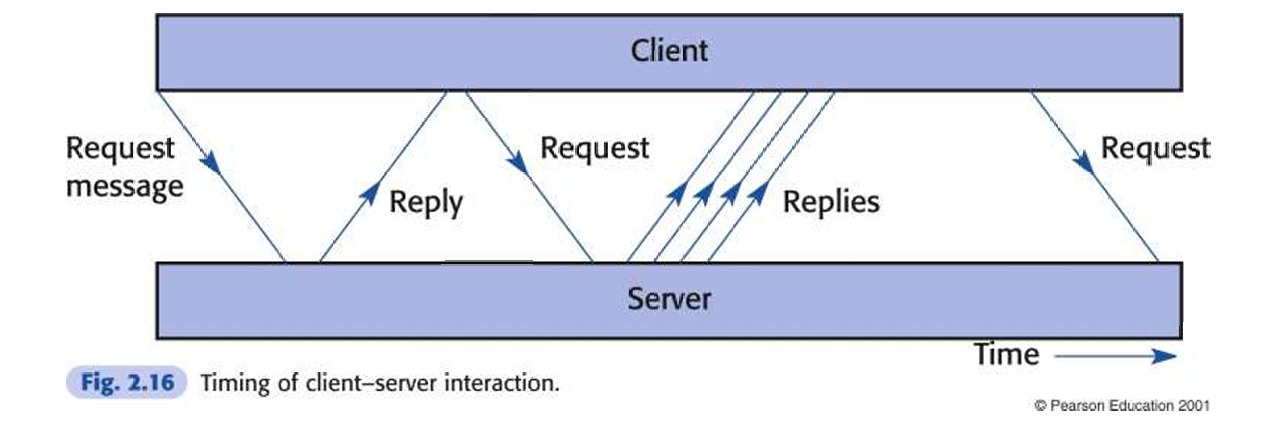 Client
Request
message
Reply
Request
Replies
Request
Server
Time
Fig. 2.16 Timing of client–server interaction.
© Pearson Education 2001